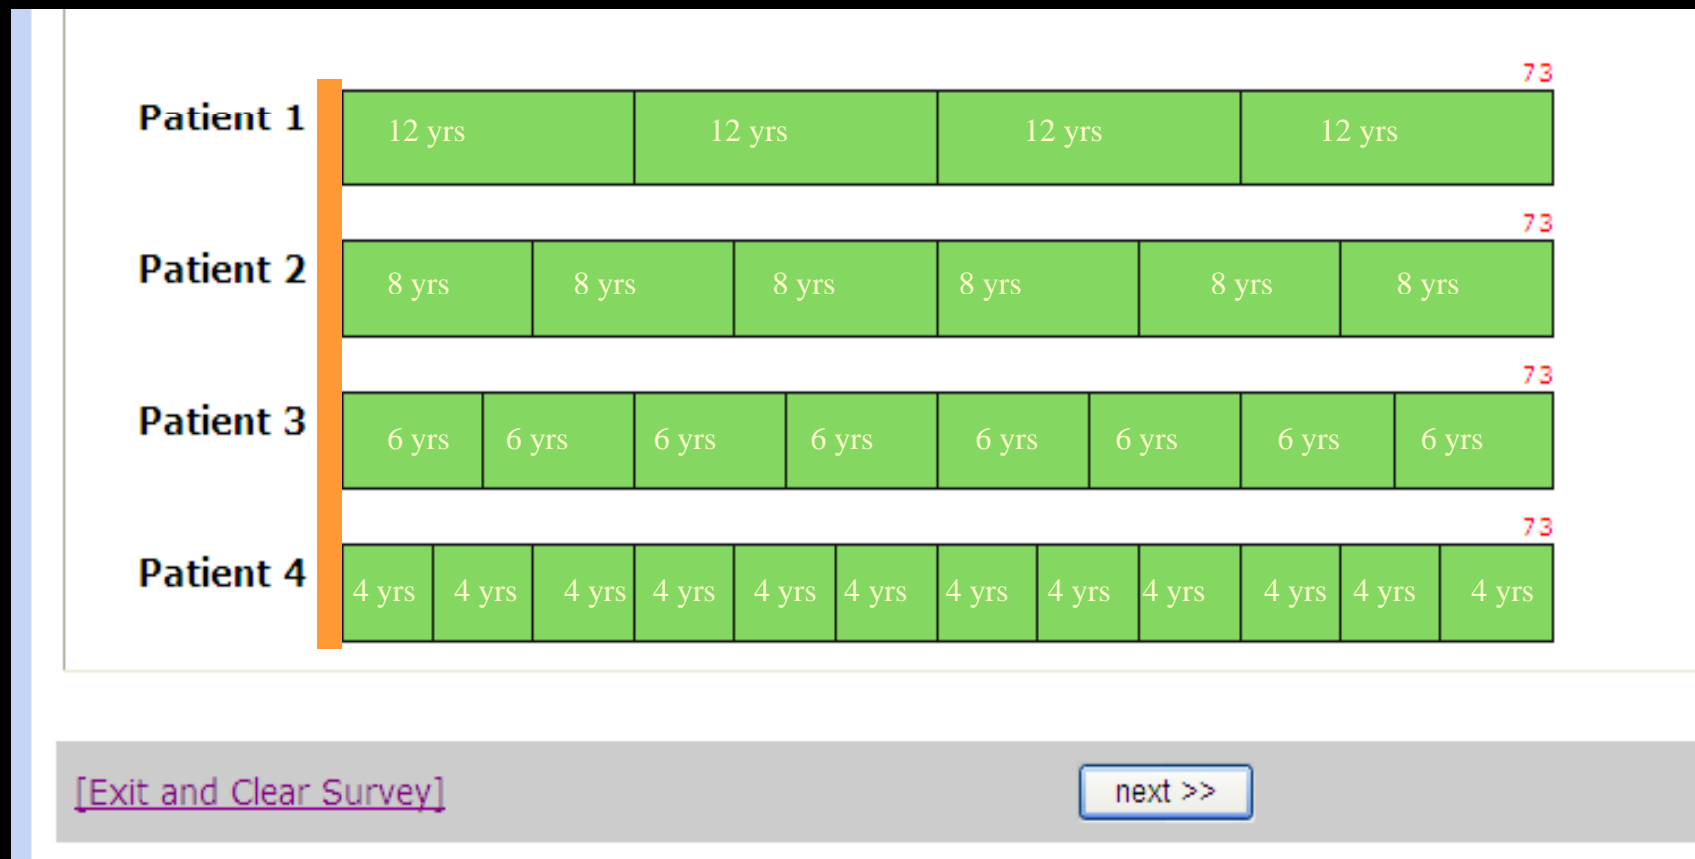 73
Patient 1 12 yrs 12 yrs 12 yrs 12 yrs
73
Patient 2 8 yrs 8 yrs 8 yrs 8 yrs 8 yrs 8 yrs
73
Patient 3 6 yrs 6 yrs 6 yrs 6 yrs 6 yrs 6 yrs 6 yrs 6 yrs
73
Patient 4 4 yrs 4 yrs 4 yrs 4 yrs 4 yrs 4 yrs 4 yrs 4 yrs 4 yrs 4 yrs 4 yrs 4 yrs
[Exit and Clear Survey] next >>